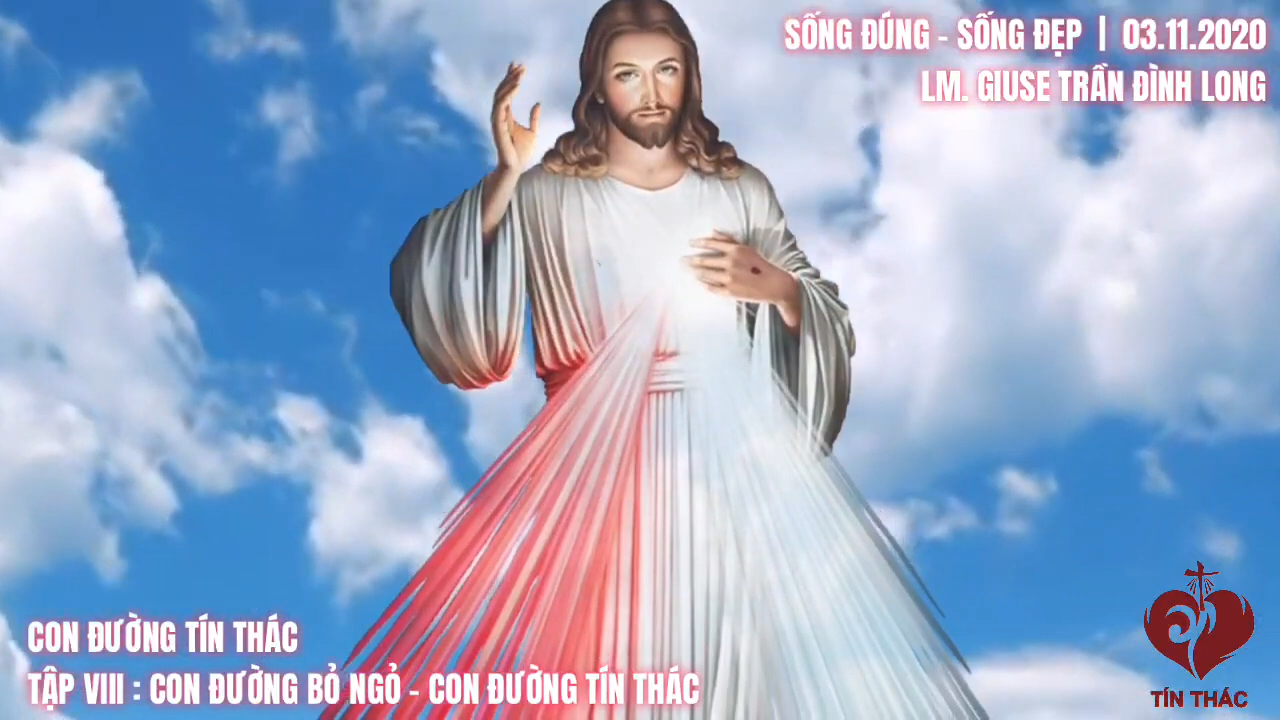 SỐNG ĐÚNG - SỐNG ĐẸP | 03.11.2020
LM. GIUSE TRẦN ĐÌNH LONG
CON ĐƯỜNG TÍN THÁC
TẬP VIII : CON ĐƯỜNG BỎ NGỎ - CON ĐƯỜNG TÍN THÁC
TÍN THÁC